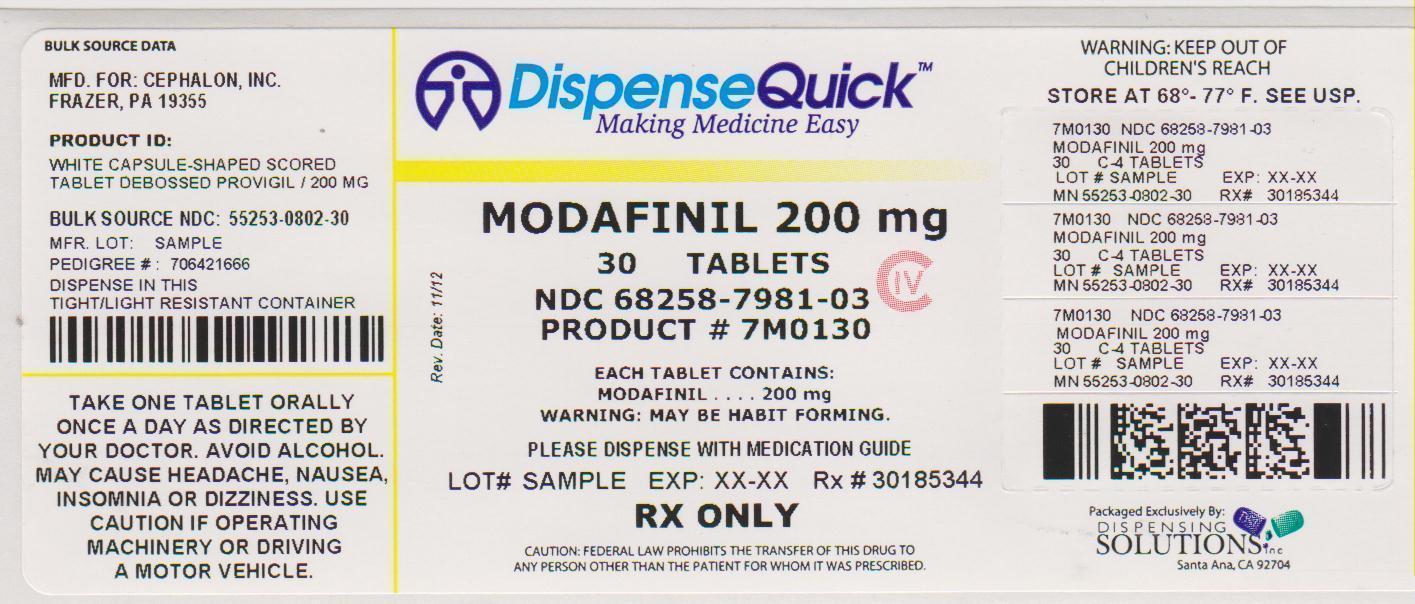 BULK SOURCE DATA
MFD. FOR: CEPHALON, INC.
FRAZER, PA 19355
PRODUCT ID:
WHITE CAPSULE-SHAPED SCORED
TABLET DEBOSSED PROVIGIL / 200 MG
BULK SOURCE NDC: 55253-0802-30
MFR. LOT: SAMPLE
PEDIGREE #: 706421666
DISPENSE IN THIS
TIGHT/LIGHT RESISTANT CONTAINER
TAKE ONE TABLET ORALLY
ONCE A DAY AS DIRECTED BY
YOUR DOCTOR. AVOID ALCOHOL.
MAY CAUSE HEADACHE, NAUSEA,
INSOMNIA OR DIZZINESS. USE
CAUTION IF OPERATING
MACHINERY OR DRIVING
A MOTOR VEHICLE.
DispenseQuick™
Making Medicine Easy
MODAFINIL 200 mg
30 TABLETS
CIV
NDC 68258-7981-03
PRODUCT # 7M0130
Rev. Date: 11/12
EACH TABLET CONTAINS:
MODAFINIL .... 200 mg
WARNING: MAY BE HABIT FORMING.
PLEASE DISPENSE WITH MEDICATION GUIDE
LOT# SAMPLE EXP: XX-XX Rx # 30185344
RX ONLY
CAUTION: FEDERAL LAW PROHIBITS THE TRANSFER OF THIS DRUG TO
ANY PERSON OTHER THAN THE PATIENT FOR WHOM IT WAS PRESCRIBED.
WARNING: KEEP OUT OF
CHILDREN'S REACH
STORE AT 68°- 77° F. SEE USP.
7M0130 NDC 68258-7981-03
MODAFINIL 200 mg
30 C-4 TABLETS
LOT # SAMPLE EXP: XX-XX
MN 55253-0802-30 RX# 30185344
7M0130 NDC 68258-7981-03
MODAFINIL 200 mg
30 C-4 TABLETS
LOT # SAMPLE EXP: XX-XX
MN 55253-0802-30 RX# 30185344
7M0130 NDC 68258-7981-03
MODAFINIL 200 mg
30 C-4 TABLETS
LOT # SAMPLE EXP: XX-XX
MN 55253-0802-30 RX# 30185344
Packaged Exclusively By:
DISPENSING
SOLUTIONS Inc
Santa Ana, CA 92704